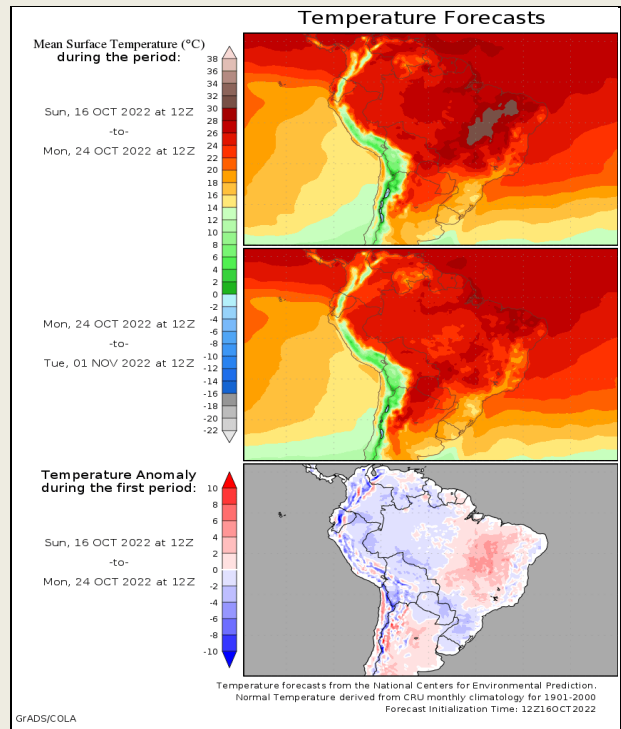 Temperature Forecasts
Mean Surface Temperature (°C)
during the period:
Sun, 16 OCT 2022 at 12Z
-to-
Mon, 24 OCT 2022 at 12Z
38
36
34
32
30
28
26
24
22
20
18
16
14
12
10
8
6
4
2
0
-2
-4
-6
-8
-10
-12
-14
-16
-18
-20
-22
Mon, 24 OCT 2022 at 12Z
-to-
Tue, 01 NOV 2022 at 12Z
Temperature Anomaly
during the first period:
Sun, 16 OCT 2022 at 12Z
-to-
Mon, 24 OCT 2022 at 12Z
10
8
6
4
2
0
-2
-4
-6
-8
-10
Temperature forecasts from the National Centers for Environmental Prediction.
Normal Temperature derived from CRU monthly climatology for 1901-2000
Forecast Initialization Time: 12Z16OCT2022
GrADS/COLA